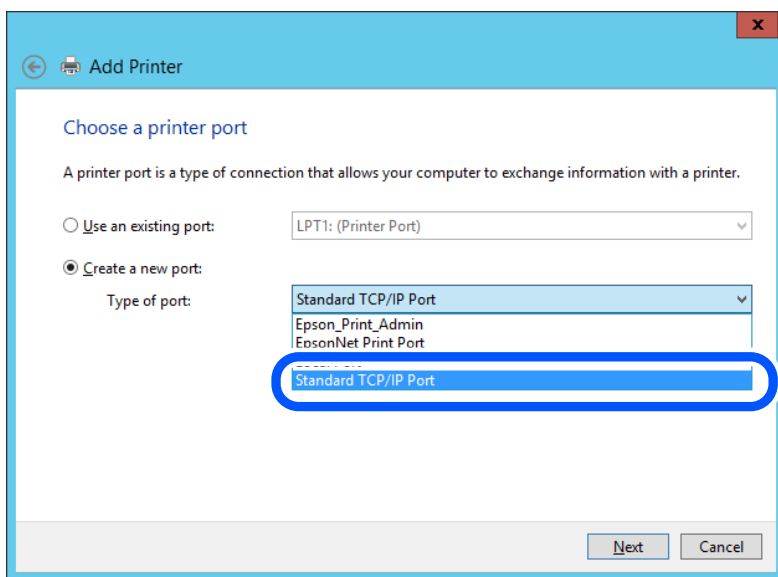 x
Add Printer
Choose a printer port
A printer port is a type of connection that allows your computer to exchange information with a printer.
Use an existing port: LPT1: (Printer Port)
Create a new port:
Type of port: Standard TCP/IP Port
Epson_Print_Admin
EpsonNet Print Port
Standard TCP/IP Port
Next Cancel